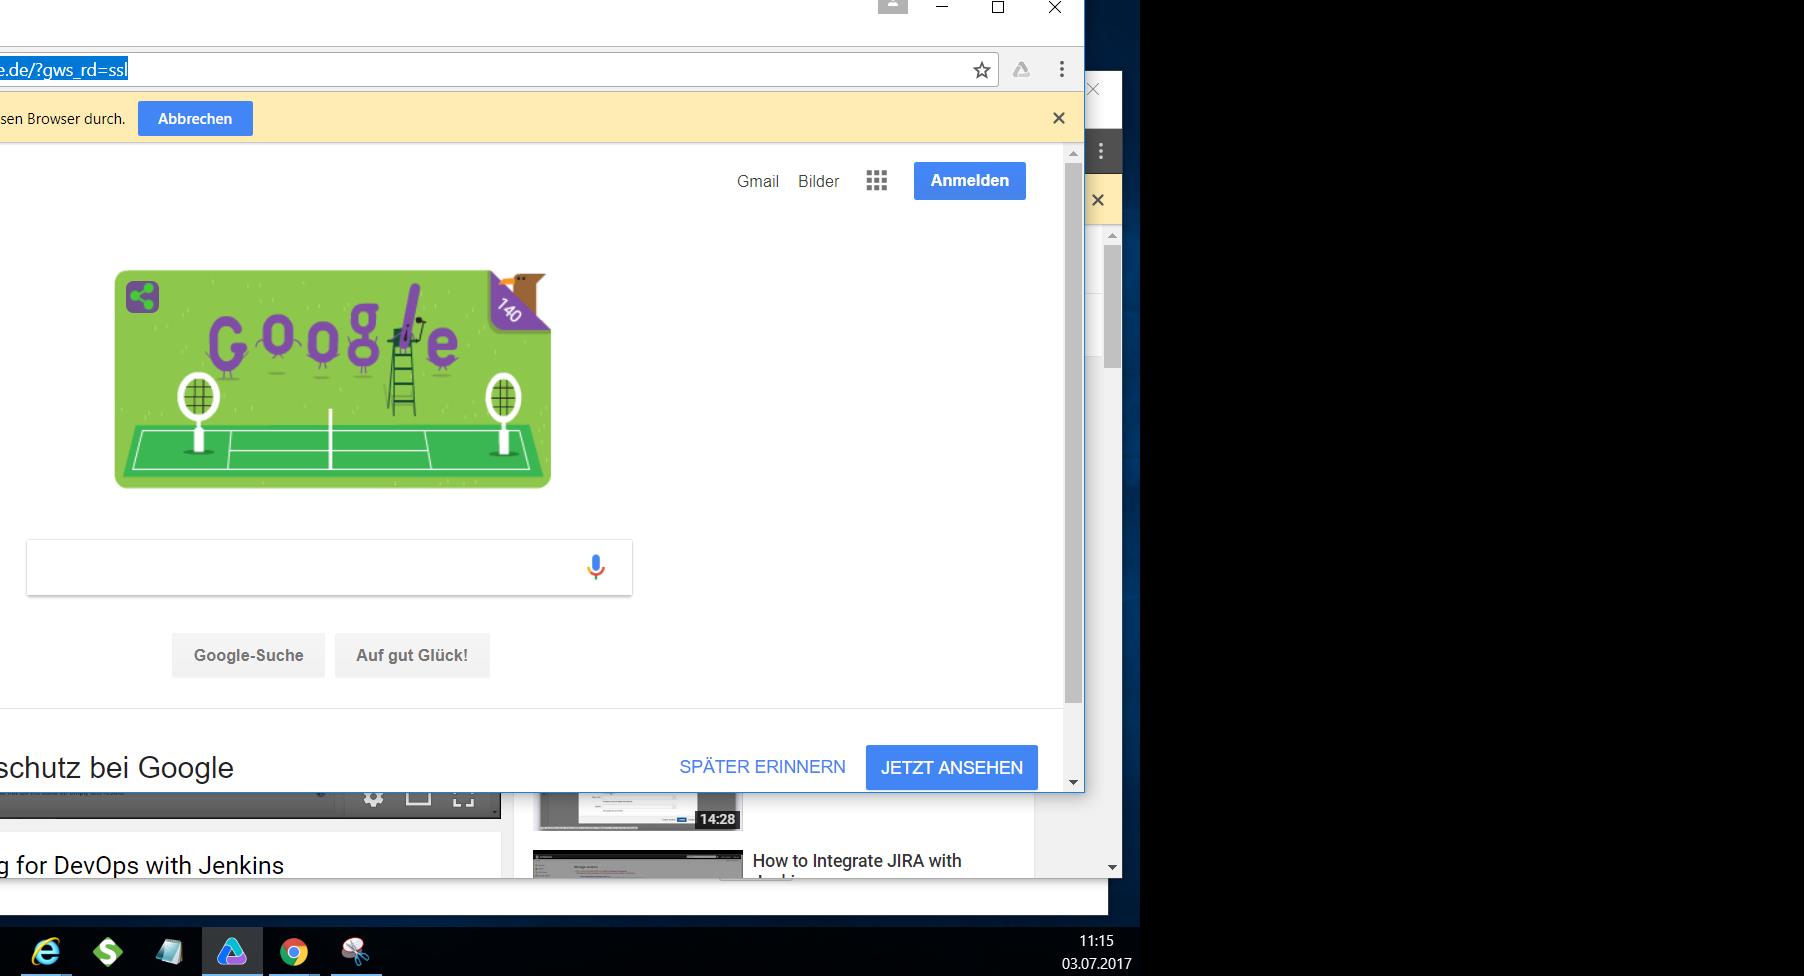 e.de/?gws_rd=ssl
sen Browser durch.
Abbrechen
Gmail
Bilder
Anmelden
Google
140
Google-Suche
Auf gut Glück!
schutz bei Google
SPÄTER ERINNERN
JETZT ANSEHEN
14:28
g for DevOps with Jenkins
How to Integrate JIRA with
11:15
03.07.2017